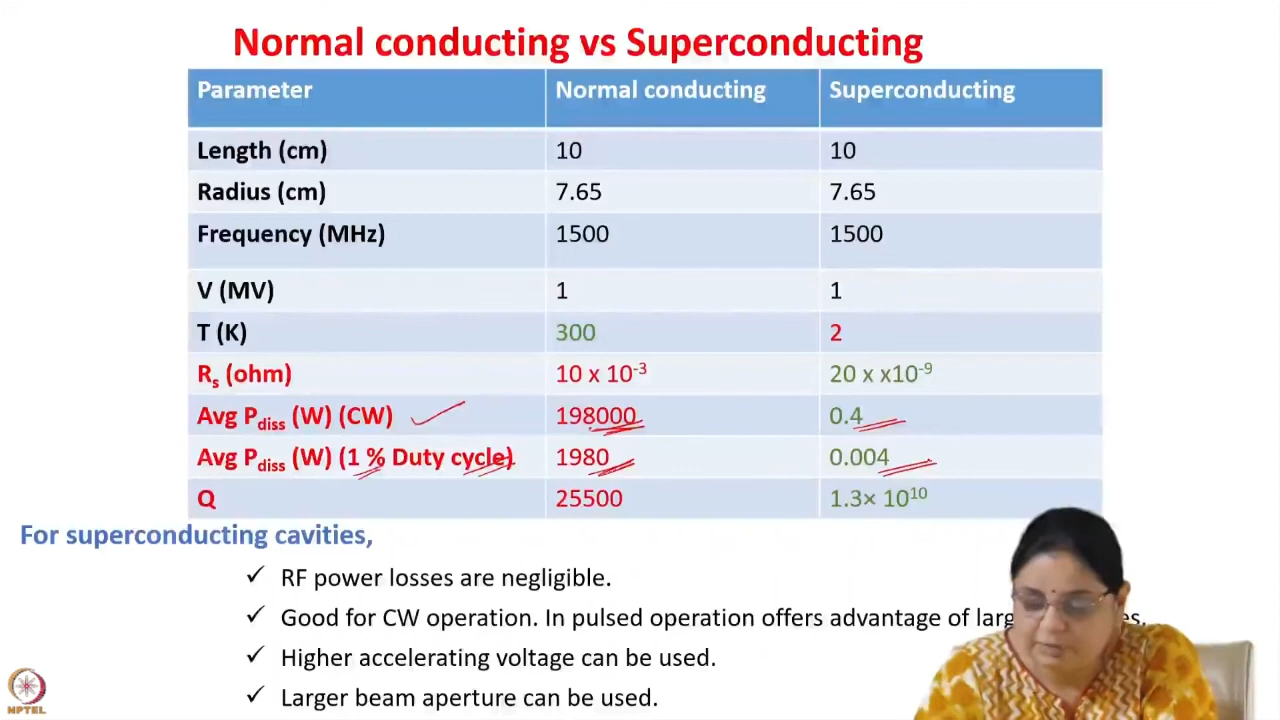 Normal conducting vs Superconducting
Parameter Normal conducting Superconducting
Length (cm) 10 10
Radius (cm) 7.65 7.65
Frequency (MHz) 1500 1500
V (MV) 1 1
T (K) 300 2
Rs (ohm) 10 x 10-3 20 x x10-9
Avg Pdiss (W) (CW) 198000 0.4
Avg Pdiss (W) (1 % Duty cycle) 1980 0.004
Q 25500 1.3× 1010
For superconducting cavities,
✓ RF power losses are negligible.
✓ Good for CW operation. In pulsed operation offers advantage of
✓ Higher accelerating voltage can be used.
✓ Larger beam aperture can be used.
NPTEL